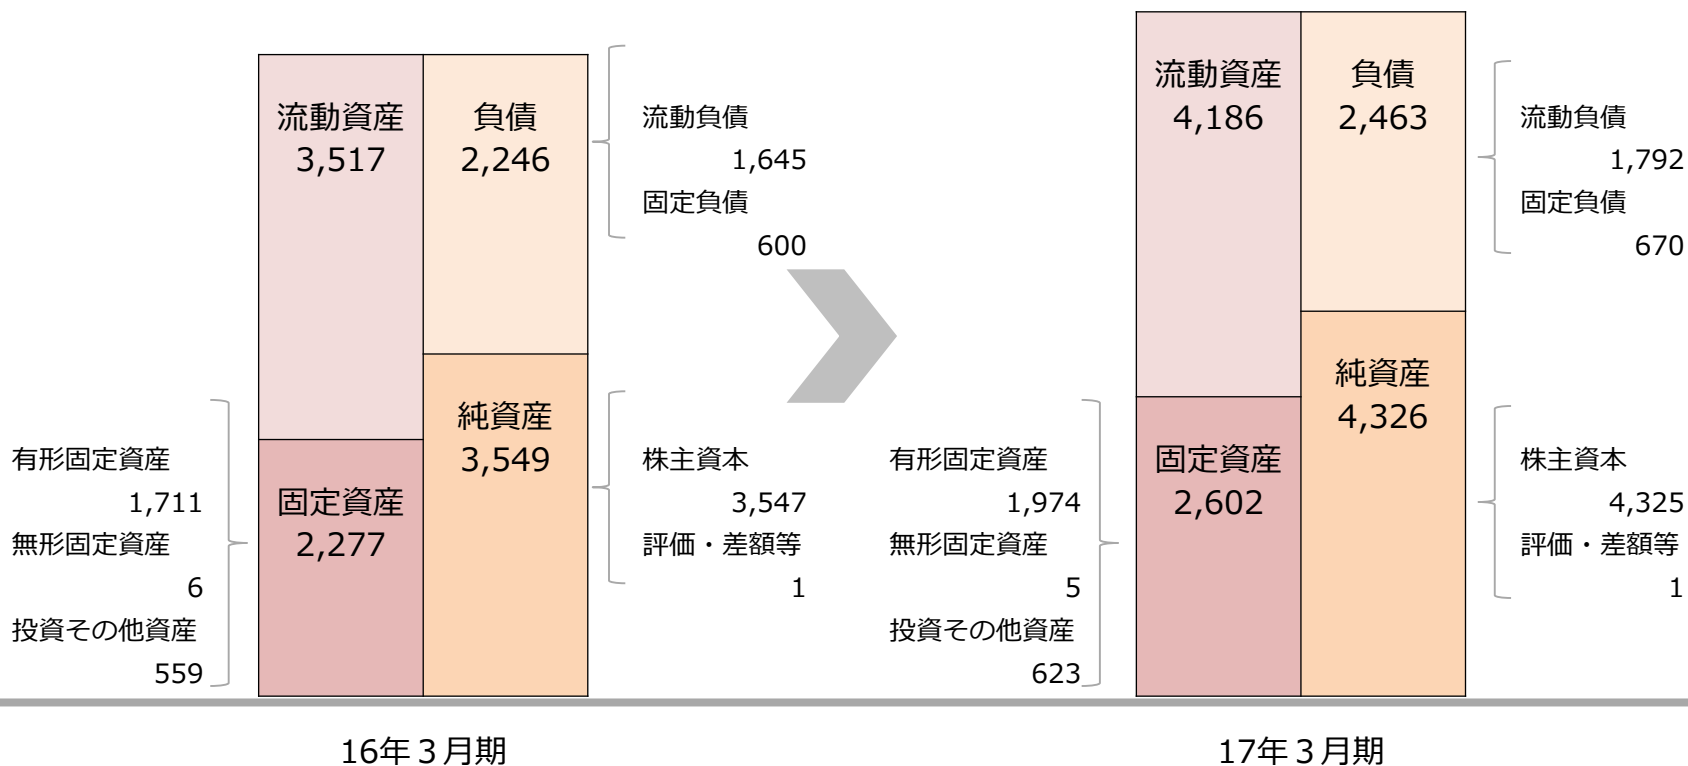 流動資産
3,517
負債
2,246
流動負債
1,645
固定負債
600
有形固定資産
1,711
無形固定資産
6
投資その他資産
559
固定資産
2,277
純資産
3,549
株主資本
3,547
評価・差額等
1
16年３月期
流動資産
4,186
負債
2,463
流動負債
1,792
固定負債
670
有形固定資産
1,974
無形固定資産
5
投資その他資産
623
固定資産
2,602
純資産
4,326
株主資本
4,325
評価・差額等
1
17年３月期